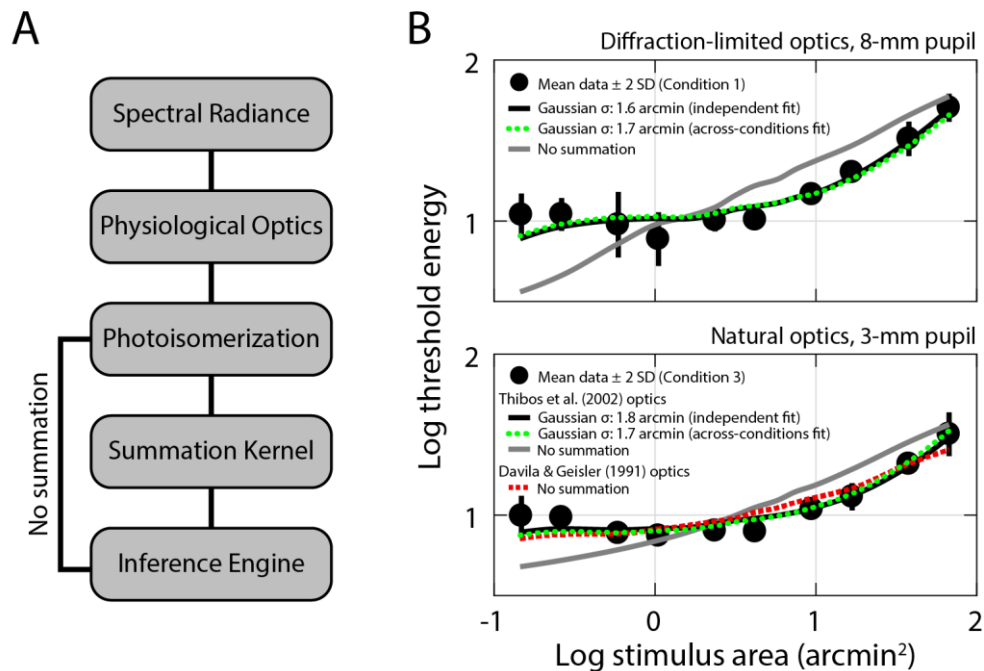 A
Spectral Radiance
Physiological Optics
Photoisomerization
Summation Kernel
Inference Engine
No summation
B
Diffraction-limited optics, 8-mm pupil
2
Mean data ± 2 SD (Condition 1)
Gaussian σ: 1.6 arcmin (independent fit)
Gaussian σ: 1.7 arcmin (across-conditions fit)
No summation
1
Log threshold energy
Natural optics, 3-mm pupil
2
Mean data ± 2 SD (Condition 3)
Thibos et al. (2002) optics
Gaussian σ: 1.8 arcmin (independent fit)
Gaussian σ: 1.7 arcmin (across-conditions fit)
No summation
Davila & Geisler (1991) optics
No summation
1
-1 0 1 2
Log stimulus area (arcmin²)